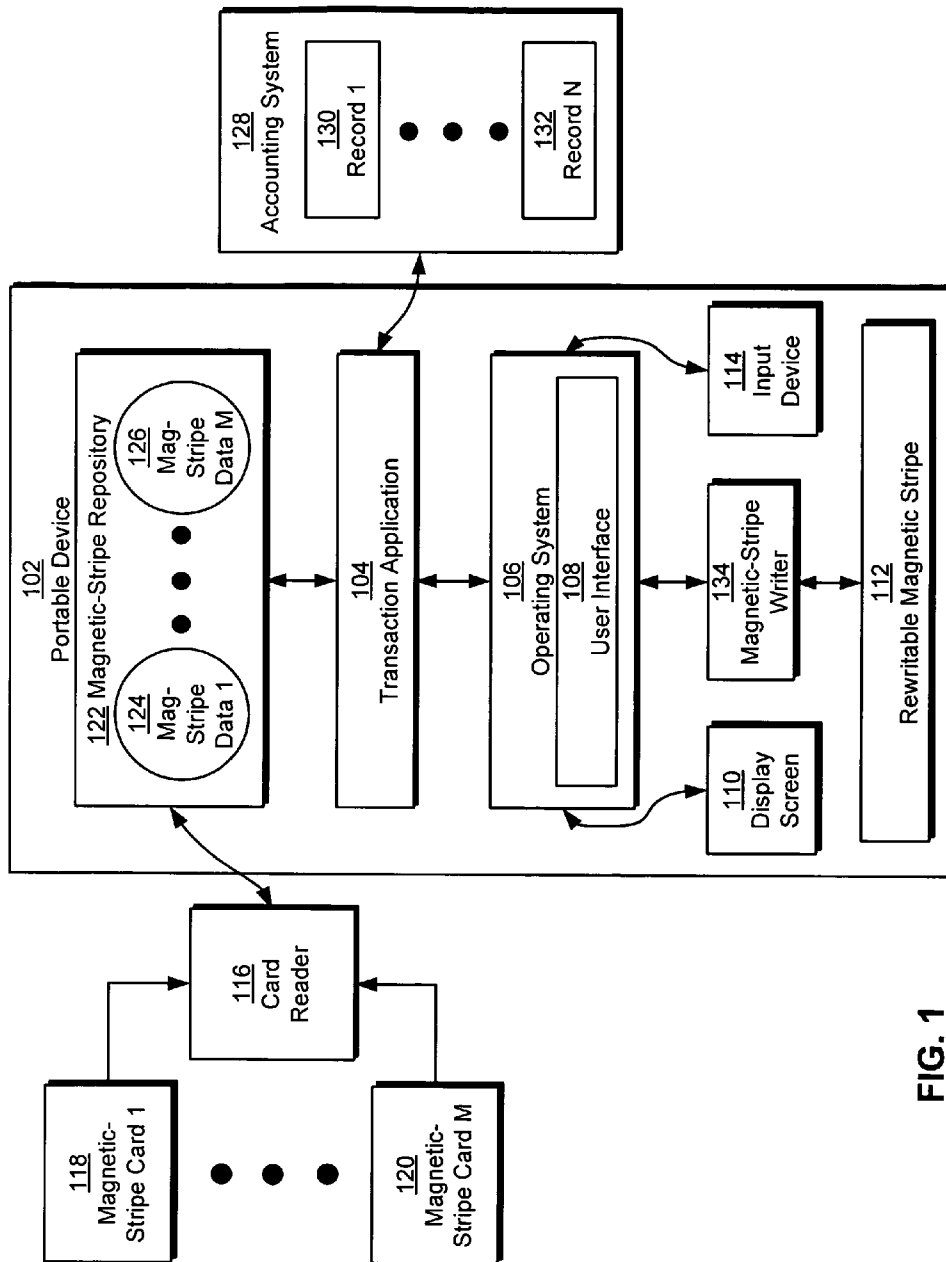 118
Magnetic-
Stripe Card 1
120
Magnetic-
Stripe Card M
116
Card
Reader
102
Portable Device
122 Magnetic-Stripe Repository
124
Mag-
Stripe
Data 1
126
Mag-
Stripe
Data M
104
Transaction Application
106
Operating System
108
User Interface
110
Display
Screen
134
Magnetic-Stripe
Writer
114
Input
Device
112
Rewritable Magnetic Stripe
128
Accounting System
130
Record 1
132
Record N
FIG. 1